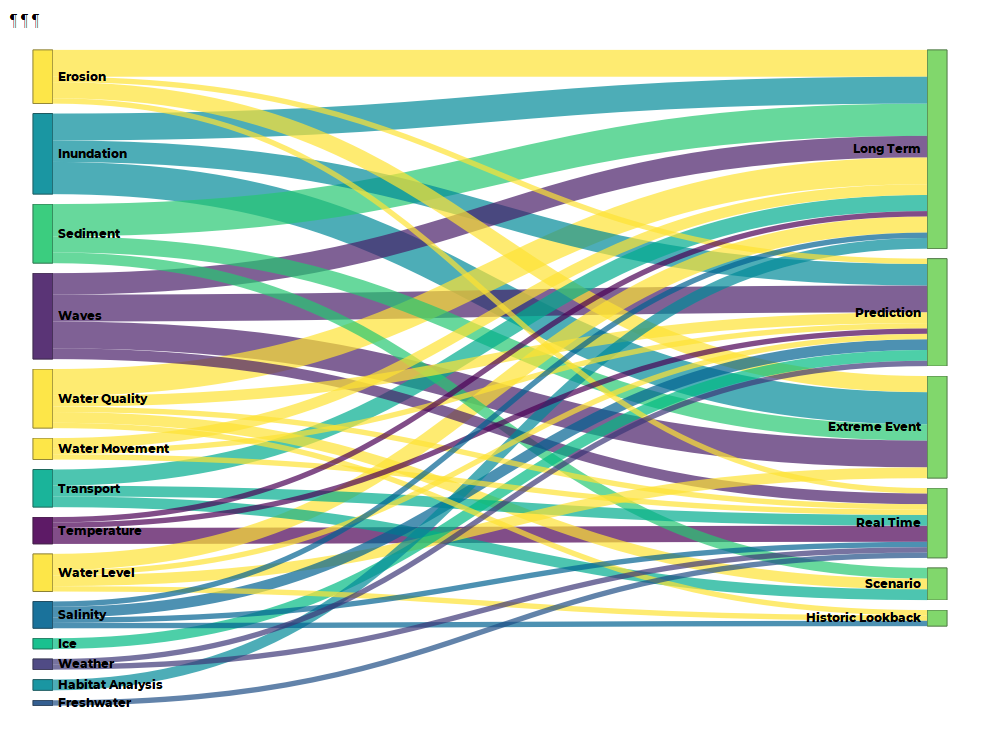 ¶ ¶ ¶
Erosion
Inundation
Sediment
Waves
Water Quality
Water Movement
Transport
Temperature
Water Level
Salinity
Ice
Weather
Habitat Analysis
Freshwater
Long Term
Prediction
Extreme Event
Real Time
Scenario
Historic Lookback